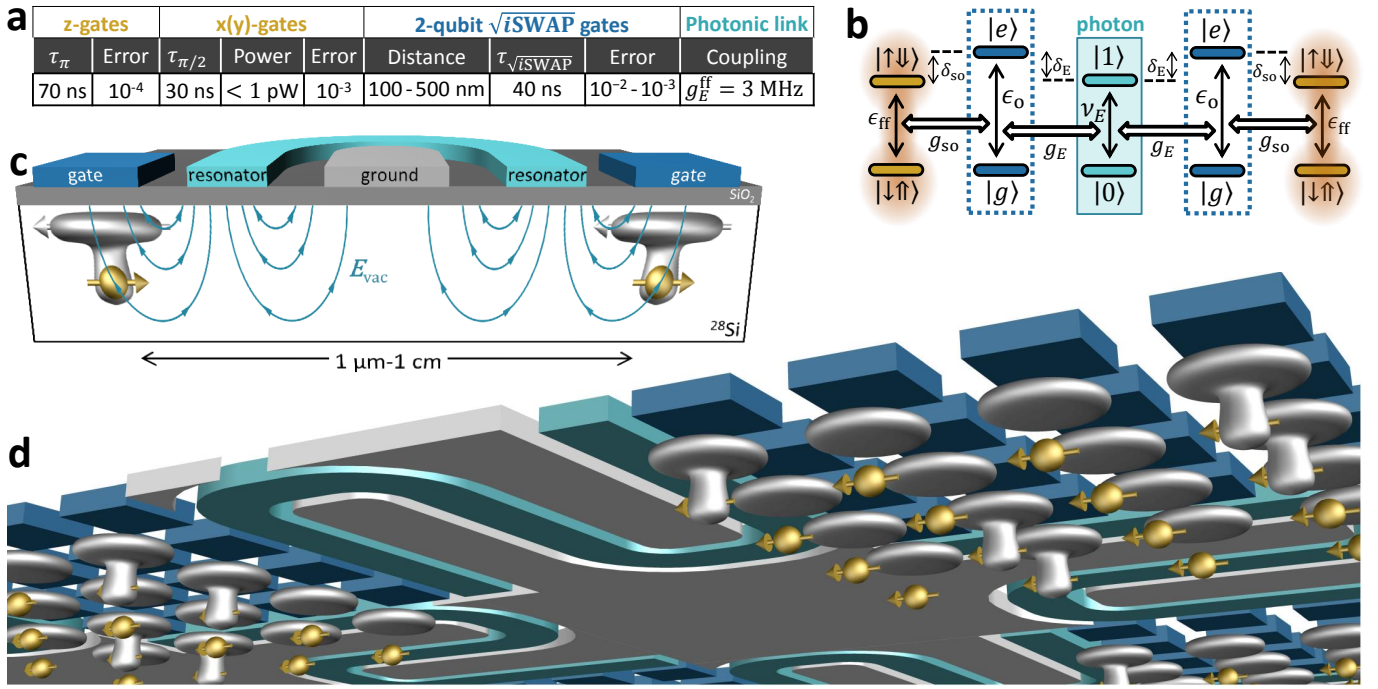 a
z-gates x(y)-gates 2-qubit √iSWAP gates Photonic link
τπ Error τπ/2 Power Error Distance τ√iSWAP Error Coupling
70 ns 10⁻⁴ 30 ns < 1 pW 10⁻³ 100 - 500 nm 40 ns 10⁻² - 10⁻³ g_E^ff = 3 MHz
b
photon
|e⟩ |e⟩
|↑⇓⟩ δso δE |1⟩ δE δso |↑⇓⟩
ϵff ϵo νE ϵo ϵff
gso gE gE gso
|↓⇑⟩ |g⟩ |0⟩ |g⟩ |↓⇑⟩
c
gate resonator ground resonator gate
SiO₂
Evac
²⁸Si
1 μm-1 cm
d